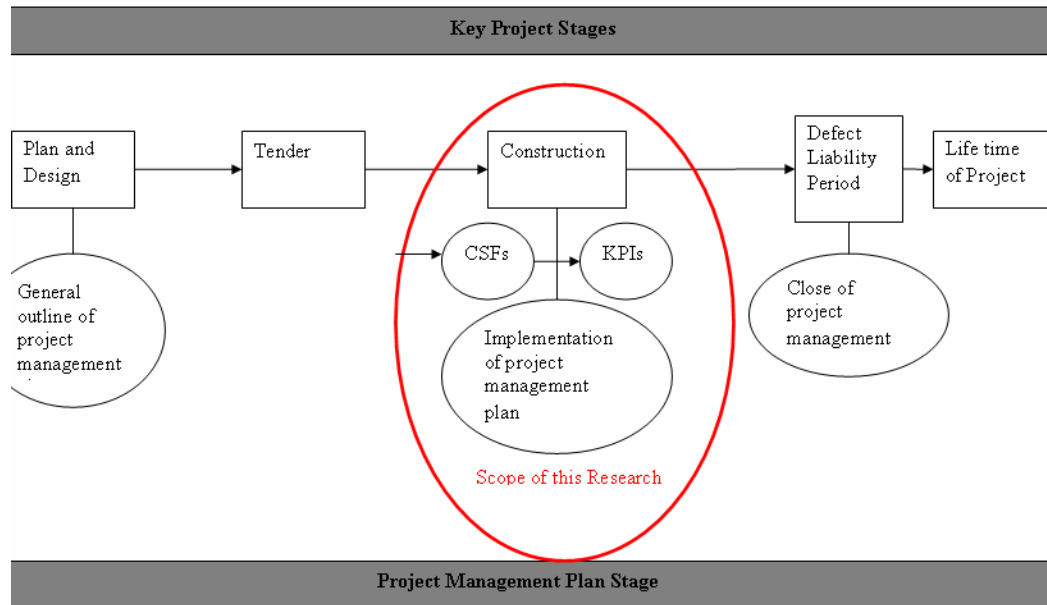 Key Project Stages
Plan and
Design
Tender
Construction
Defect
Liability
Period
Life time
of Project
CSFs
KPIs
General
outline of
project
management
Implementation
of project
management
plan
Close of
project
management
Scope of this Research
Project Management Plan Stage